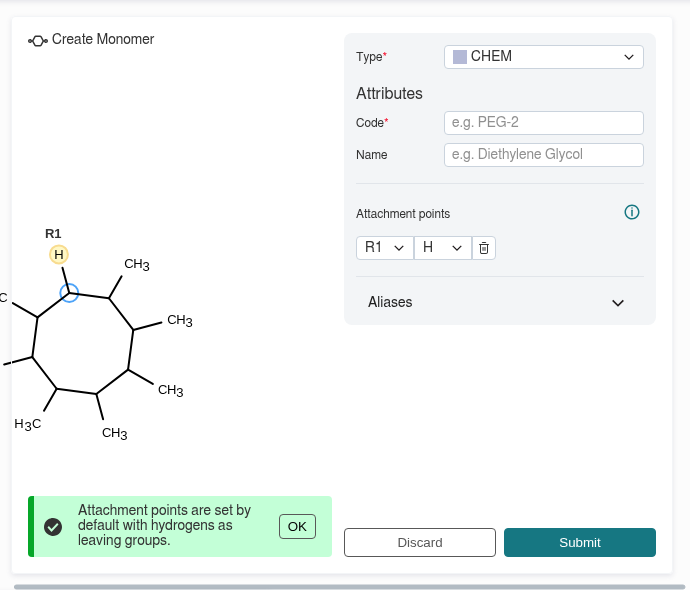 Create Monomer
Type*
CHEM
Attributes
Code*
e.g. PEG-2
Name
e.g. Diethylene Glycol
Attachment points
R1
H
Aliases
R1
H
CH3
C
CH3
CH3
H3C
CH3
Attachment points are set by
default with hydrogens as
leaving groups.
OK
Discard
Submit